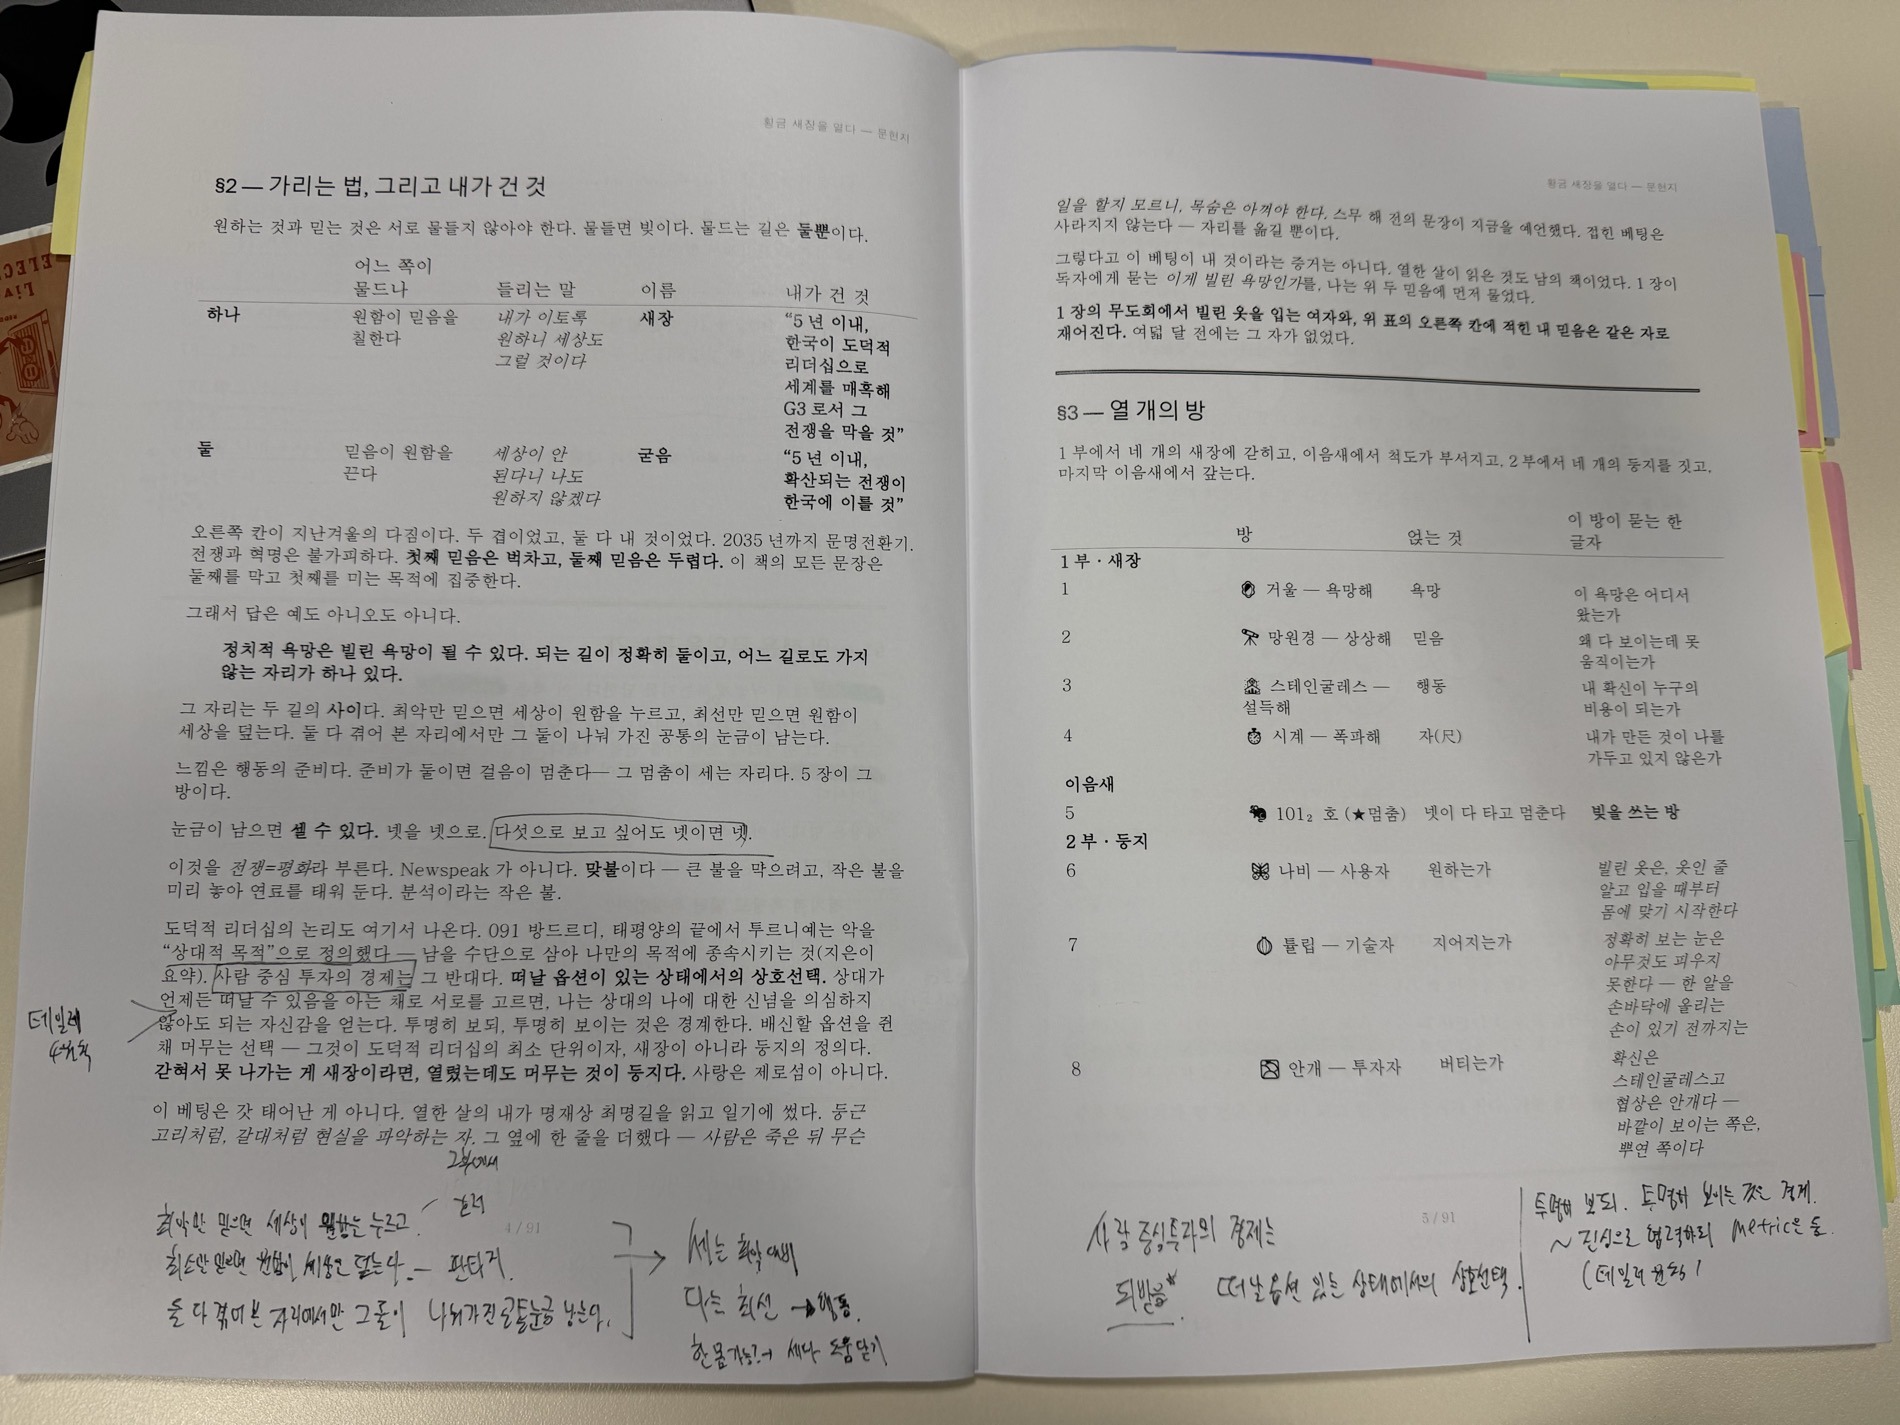 황금 새장을 열다 — 문헌지
§2 — 가리는 법, 그리고 내가 건 것
원하는 것과 믿는 것은 서로 물들지 않아야 한다. 물들면 빚이다. 물드는 길은 둘뿐이다.
어느 쪽이
물드나 들리는 말 이름 내가 건 것
하나 원함이 믿음을 내가 이토록 새장 “5년 이내,
칠한다 원하니 세상도 한국이 도덕적
그럴 것이다 리더십으로
세계를 매혹해
G3로서 그
전쟁을 막을 것”
둘 믿음이 원함을 세상이 안 굳음 “5년 이내,
끈다 된다니 나도 확산되는 전쟁이
원하지 않겠다 한국에 이를 것”
오른쪽 칸이 지난겨울의 다짐이다. 두 겹이었고, 둘 다 내 것이었다. 2035년까지 문명전환기.
전쟁과 혁명은 불가피하다. 첫째 믿음은 벅차고, 둘째 믿음은 두렵다. 이 책의 모든 문장은
둘째를 막고 첫째를 미는 목적에 집중한다.
그래서 답은 예도 아니오도 아니다.
정치적 욕망은 빌린 욕망이 될 수 있다. 되는 길이 정확히 둘이고, 어느 길로도 가지
않는 자리가 하나 있다.
그 자리는 두 길의 사이다. 최악만 믿으면 세상이 원함을 누르고, 최선만 믿으면 원함이
세상을 덮는다. 둘 다 겪어 본 자리에서만 그 둘이 나눠 가진 공통의 눈금이 남는다.
느낌은 행동의 준비다. 준비가 둘이면 걸음이 멈춘다— 그 멈춤이 세는 자리다. 5장이 그
방이다.
눈금이 남으면 셀 수 있다. 넷을 넷으로. 다섯으로 보고 싶어도 넷이면 넷.
이것을 전쟁=평화라 부른다. Newspeak가 아니다. 맞불이다 — 큰 불을 막으려고, 작은 불을
미리 놓아 연료를 태워 둔다. 분석이라는 작은 불.
도덕적 리더십의 논리도 여기서 나온다. 091 방드르디, 태평양의 끝에서 투르니예는 악을
“상대적 목적”으로 정의했다 — 남을 수단으로 삼아 나만의 목적에 종속시키는 것(지은이
요약). 사람 중심 투자의 경제는 그 반대다. 떠날 옵션이 있는 상태에서의 상호선택. 상대가
언제든 떠날 수 있음을 아는 채로 서로를 고르면, 나는 상대의 나에 대한 신념을 의심하지
않아도 되는 자신감을 얻는다. 투명히 보되, 투명히 보이는 것은 경계한다. 배신할 옵션을 쥔
채 머무는 선택 — 그것이 도덕적 리더십의 최소 단위이자, 새장이 아니라 둥지의 정의다.
갇혀서 못 나가는 게 새장이라면, 열렸는데도 머무는 것이 둥지다. 사랑은 제로섬이 아니다.
이 베팅은 갓 태어난 게 아니다. 열한 살의 내가 명재상 최명길을 읽고 일기에 썼다. 둥근
고리처럼, 갈대처럼 현실을 파악하는 자. 그 옆에 한 줄을 더했다 — 사람은 죽은 뒤 무슨
4/91
최악만 믿으면 세상이 원함을 누르고.
최선만 믿으면 원함이 세상을 덮는다. — 판타지.
둘 다 겪어 본 자리에서만 그 둘이 나눠 가진 공통눈금 남는다.
세는 최악 대비
다는 최선 → 행동.
황금 새장을 열다 — 문헌지
일을 할지 모르니, 목숨은 아껴야 한다. 스무 해 전의 문장이 지금을 예언했다. 접힌 베팅은
사라지지 않는다 — 자리를 옮길 뿐이다.
그렇다고 이 베팅이 내 것이라는 증거는 아니다. 열한 살이 읽은 것도 남의 책이었다. 1장이
독자에게 묻는 이게 빌린 욕망인가를, 나는 위 두 믿음에 먼저 물었다.
1장의 무도회에서 빌린 옷을 입는 여자와, 위 표의 오른쪽 칸에 적힌 내 믿음은 같은 자로
재어진다. 여덟 달 전에는 그 자가 없었다.
§3 — 열 개의 방
1부에서 네 개의 새장에 갇히고, 이음새에서 척도가 부서지고, 2부에서 네 개의 둥지를 짓고,
마지막 이음새에서 갚는다.
방 얹는 것 이 방이 묻는 한
글자
1부 · 새장
1 거울 — 욕망해 욕망 이 욕망은 어디서
왔는가
2 망원경 — 상상해 믿음 왜 다 보이는데 못
움직이는가
3 스테인굴레스 — 행동 내 확신이 누구의
설득해 비용이 되는가
4 시계 — 폭파해 자(尺) 내가 만든 것이 나를
가두고 있지 않은가
이음새
5 101₂ 호 (★멈춤) 넷이 다 타고 멈춘다 빚을 쓰는 방
2부 · 둥지
6 나비 — 사용자 원하는가 빌린 옷은, 옷인 줄
알고 입을 때부터
몸에 맞기 시작한다
7 튤립 — 기술자 지어지는가 정확히 보는 눈은
아무것도 피우지
못한다 — 한 알을
손바닥에 올리는
손이 있기 전까지는
8 안개 — 투자자 버티는가 확신은
스테인굴레스고
협상은 안개다 —
바깥이 보이는 쪽은,
뿌연 쪽이다
5/91
사람 중심투자의 경제는
떠날 옵션 있는 상태에서의 상호선택.
투명히 보되. 투명히 보이는 것은 경계.